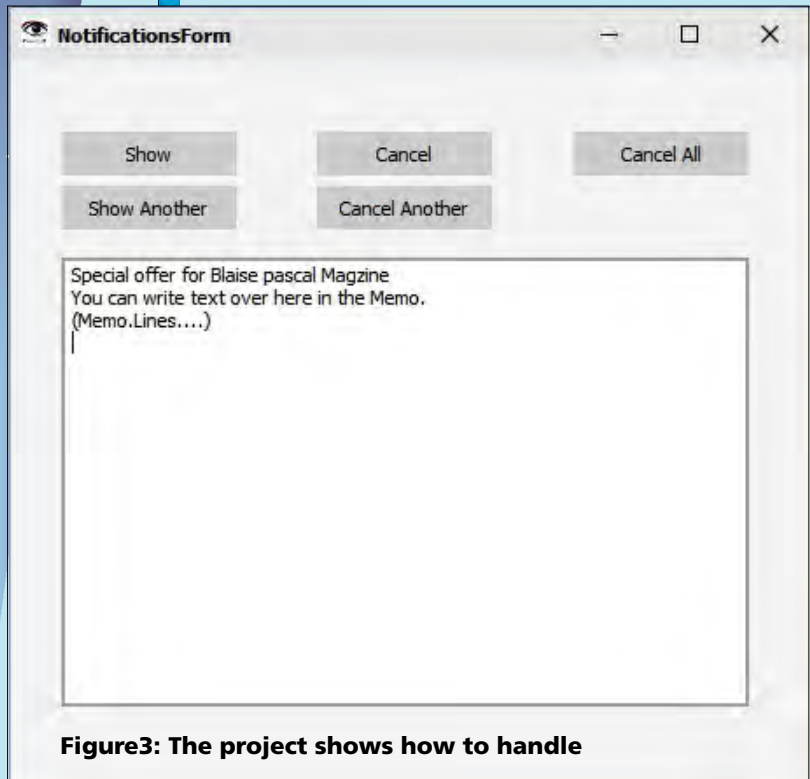 NotificationsForm
Show Cancel Cancel All
Show Another Cancel Another
Special offer for Blaise pascal Magzine
You can write text over here in the Memo.
(Memo.Lines....)
Figure3: The project shows how to handle